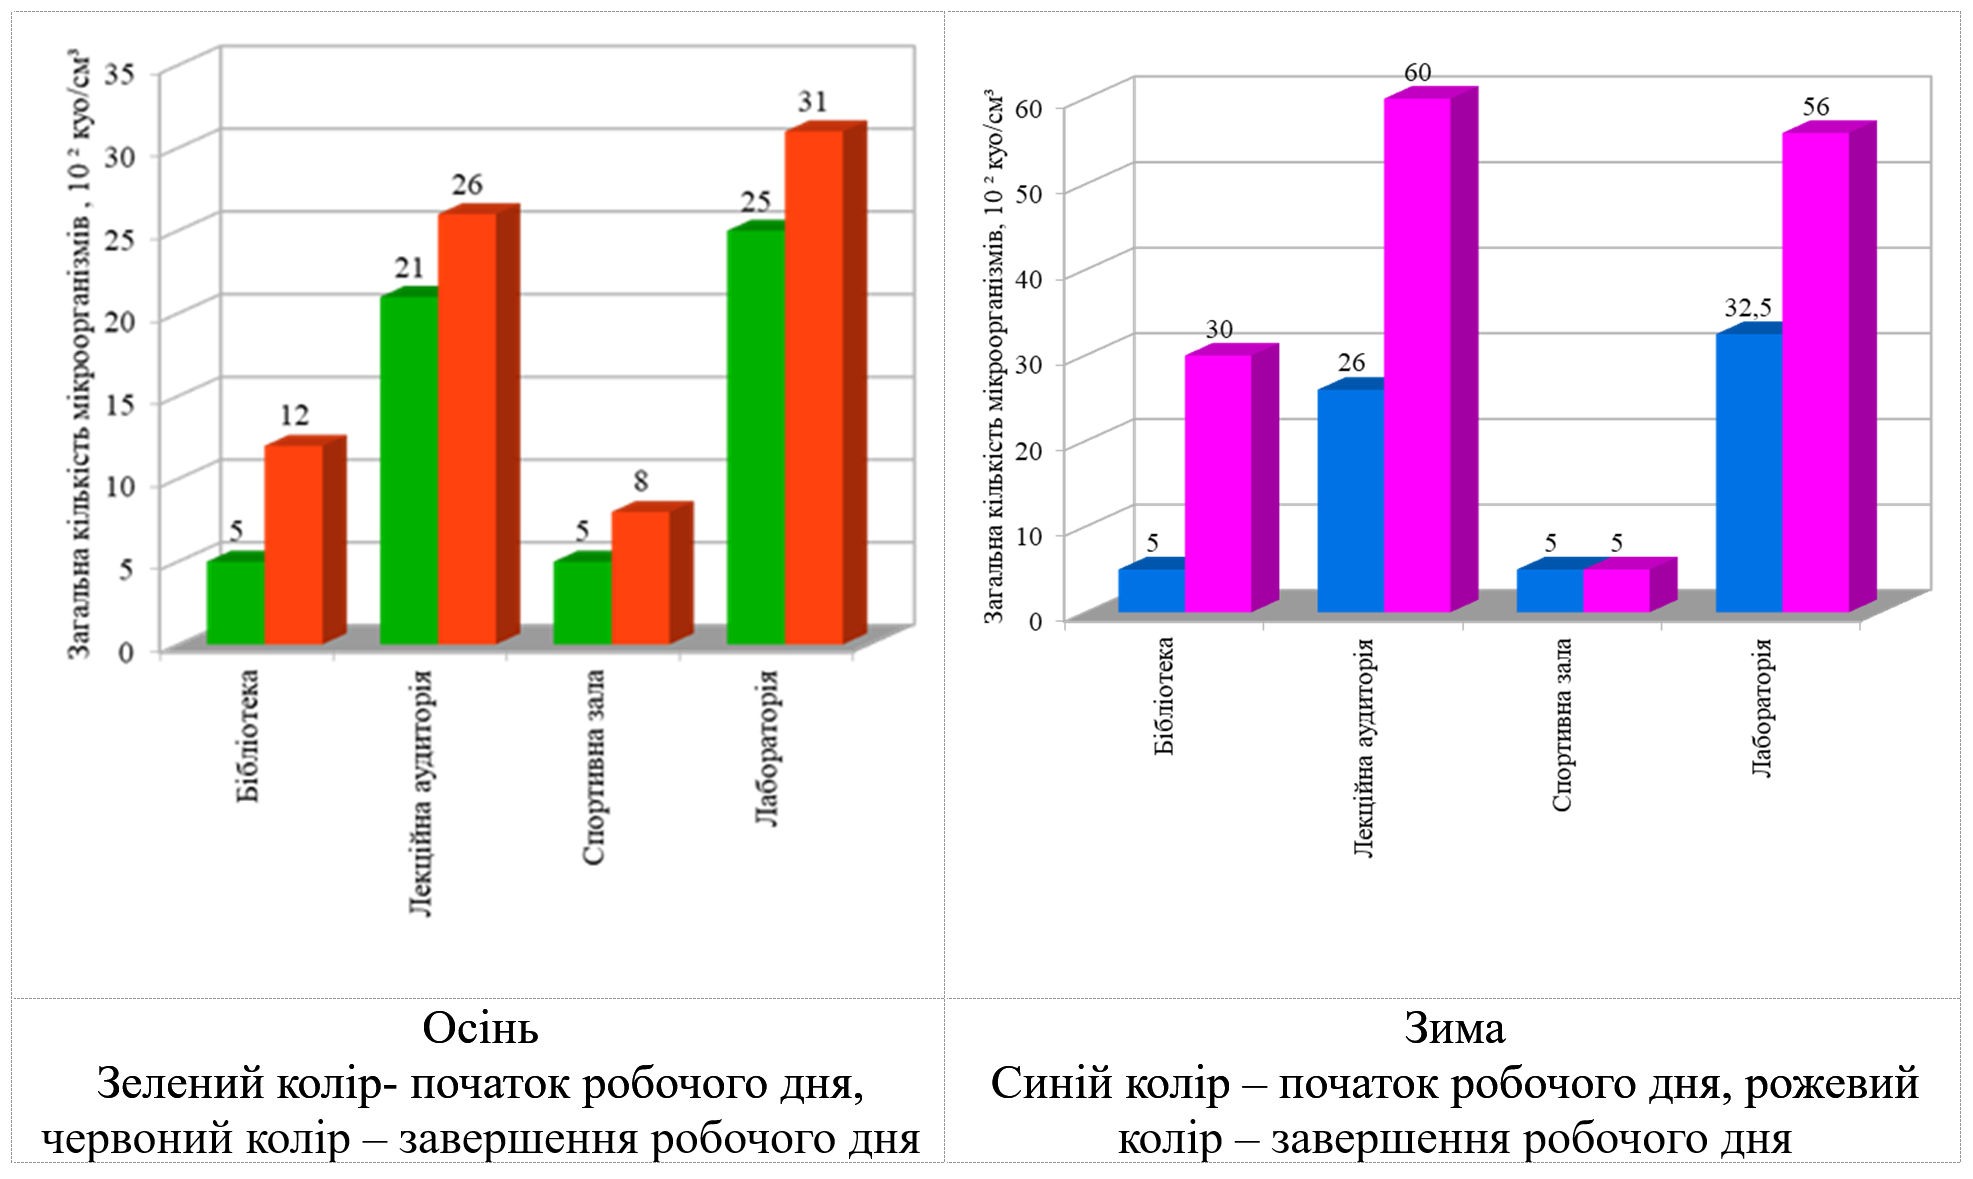 Загальна кількість мікроорганізмів , 10 ² куо/см³
35
30
25
20
15
10
5
0
5
12
21
26
5
8
25
31
Бібліотека
Лекційна аудиторія
Спортивна зала
Лабораторія
Загальна кількість мікроорганізмів, 10 ² куо/см³
60
50
40
30
20
10
0
5
30
26
60
5
5
32,5
56
Бібліотека
Лекційна аудиторія
Спортивна зала
Лабораторія
Осінь
Зелений колір- початок робочого дня,
червоний колір – завершення робочого дня
Зима
Синій колір – початок робочого дня, рожевий
колір – завершення робочого дня